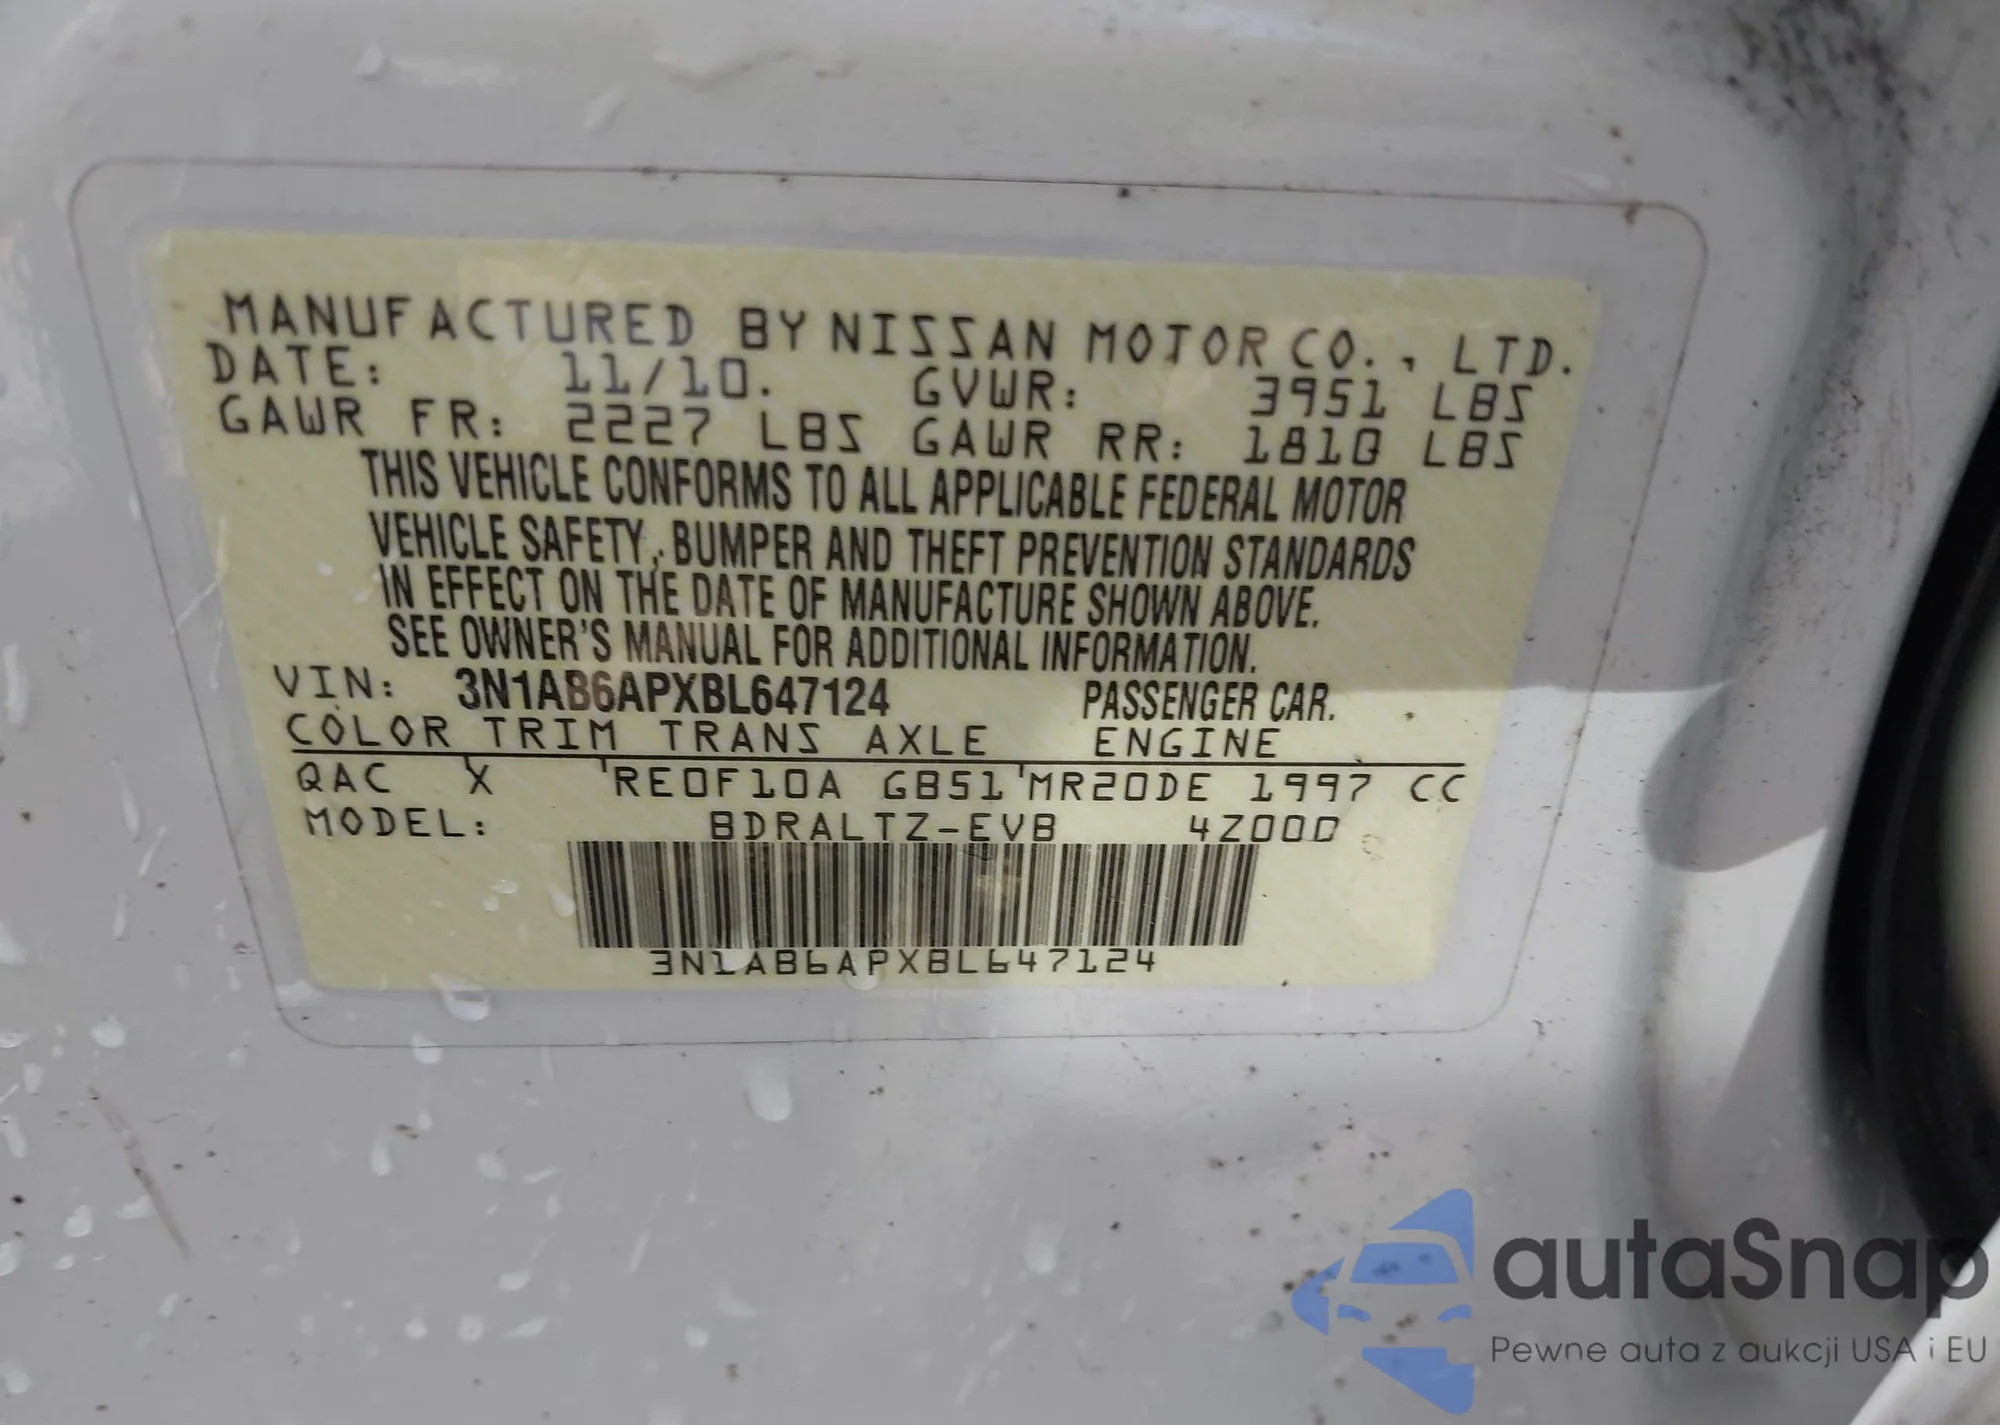 MANUFACTURED BY NISSAN MOTOR CO., LTD.
DATE: 11/10. GVWR: 3951 LBS
GAWR FR: 2227 LBS GAWR RR: 1810 LBS
THIS VEHICLE CONFORMS TO ALL APPLICABLE FEDERAL MOTOR
VEHICLE SAFETY, BUMPER AND THEFT PREVENTION STANDARDS
IN EFFECT ON THE DATE OF MANUFACTURE SHOWN ABOVE.
SEE OWNER'S MANUAL FOR ADDITIONAL INFORMATION.
VIN: 3N1AB6APXBL647124 PASSENGER CAR.
COLOR TRIM TRANS AXLE ENGINE
QAC X RE0F10A GB51 MR20DE 1997 CC
MODEL: BDRALTZ-EVB 4Z000
3N1AB6APXBL647124
autaSnap
Pewne auta z aukcji USA i EU